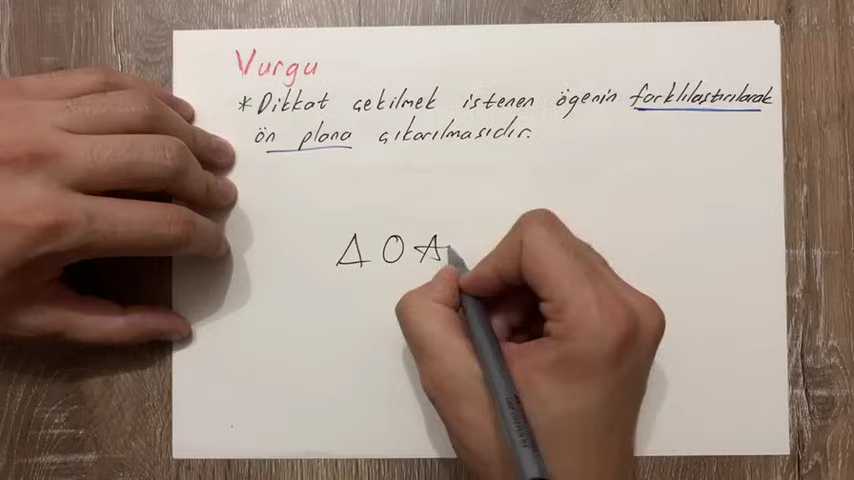 Vurgu
*Dikkat çekilmek istenen ögenin farklılaştırılarak
ön plana çıkarılmasıdır.